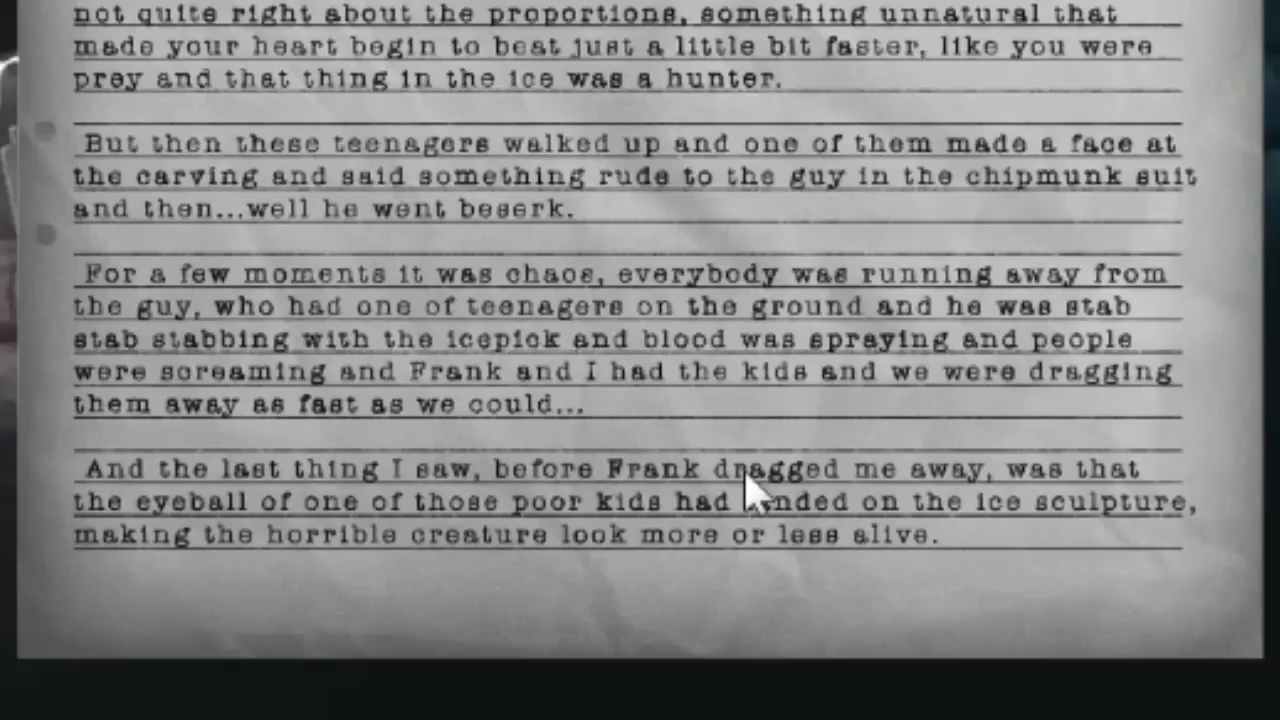 not quite right about the proportions, something unnatural that
made your heart begin to beat just a little bit faster, like you were
prey and that thing in the ice was a hunter.
But then these teenagers walked up and one of them made a face at
the carving and said something rude to the guy in the chipmunk suit
and then...well he went beserk.
For a few moments it was chaos, everybody was running away from
the guy, who had one of teenagers on the ground and he was stab
stab stabbing with the icepick and blood was spraying and people
were screaming and Frank and I had the kids and we were dragging
them away as fast as we could...
And the last thing I saw, before Frank dragged me away, was that
the eyeball of one of those poor kids had landed on the ice sculpture,
making the horrible creature look more or less alive.